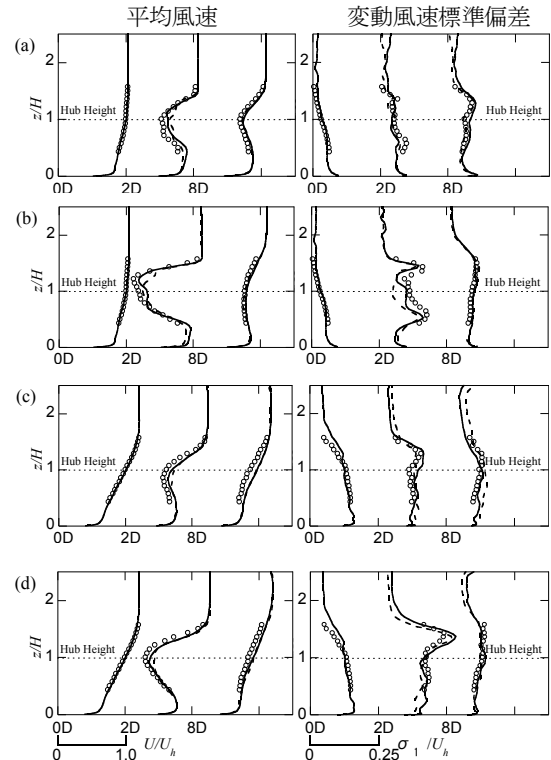 平均風速 変動風速標準偏差
(a)
2
1
0
z/H
Hub Height
Hub Height
0D 2D 8D 0D 2D 8D
(b)
2
1
0
z/H
Hub Height
Hub Height
0D 2D 8D 0D 2D 8D
(c)
2
1
0
z/H
Hub Height
Hub Height
0D 2D 8D 0D 2D 8D
(d)
2
1
0
z/H
Hub Height
Hub Height
0D 2D 8D 0D 2D 8D
0 1.0 U/Uh 0 0.25 σ1/Uh